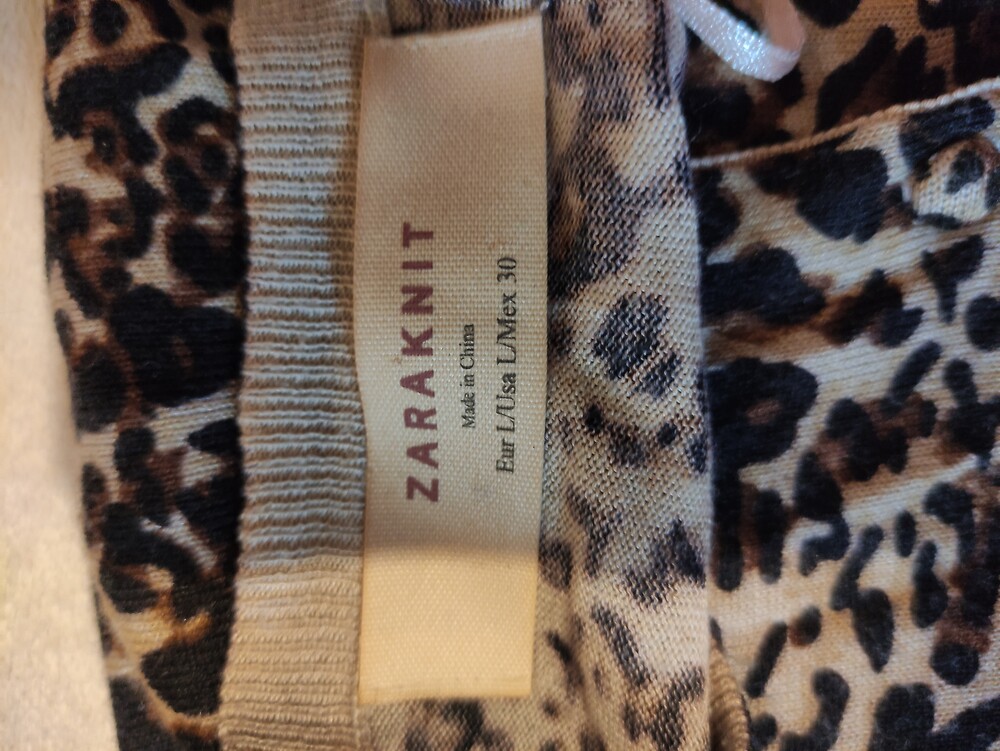 ZARAKNIT
Made in China
Eur L/Usa L/Mex 30